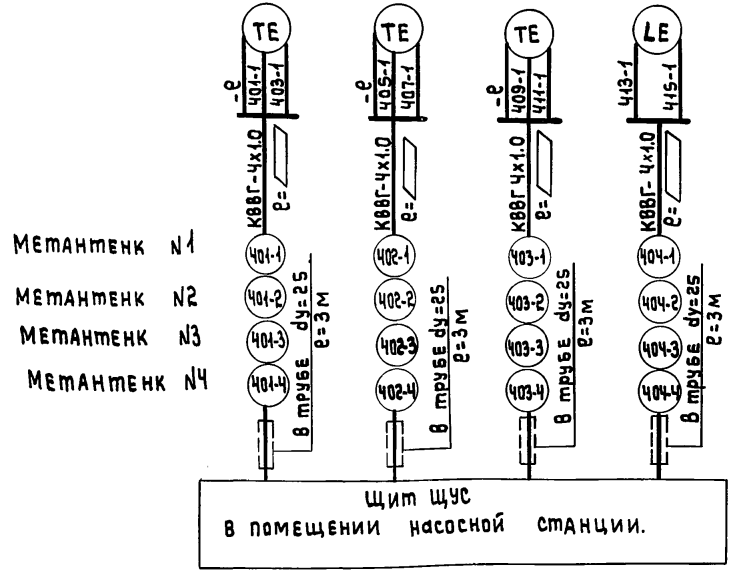 TE TE TE LE
-е 401-1 403-1
-е 405-1 407-1
-е 409-1 411-1
413-1 415-1
КВВГ-4х1.0 ℓ=
КВВГ-4х1.0 ℓ=
КВВГ 4х1.0 ℓ=
КВВГ-4х1.0 ℓ=
МЕТАНТЕНК N1 401-1 402-1 403-1 404-1
МЕТАНТЕНК N2 401-2 402-2 403-2 404-2
МЕТАНТЕНК N3 401-3 402-3 403-3 404-3
МЕТАНТЕНК N4 401-4 402-4 403-4 404-4
В ТРУБЕ dy=25
ℓ=3м
В ТРУБЕ dy=25
ℓ=3м
В ТРУБЕ dy=25
ℓ=3м
В ТРУБЕ dy=25
ℓ=3м
ЩИТ ЩУС
В ПОМЕЩЕНИИ НАСОСНОЙ СТАНЦИИ.